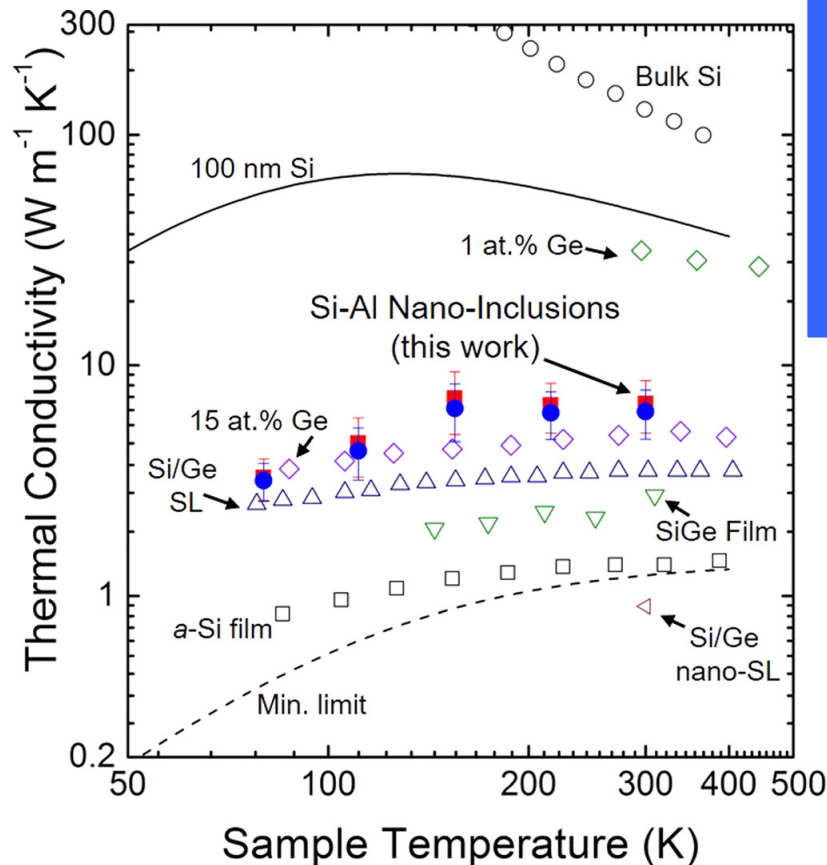 Thermal Conductivity (W m⁻¹ K⁻¹)
300
100
10
1
0.2
Bulk Si
100 nm Si
1 at.% Ge
Si-Al Nano-Inclusions
(this work)
15 at.% Ge
Si/Ge
SL
SiGe Film
a-Si film
Si/Ge
nano-SL
Min. limit
50
100
200
300
400
500
Sample Temperature (K)